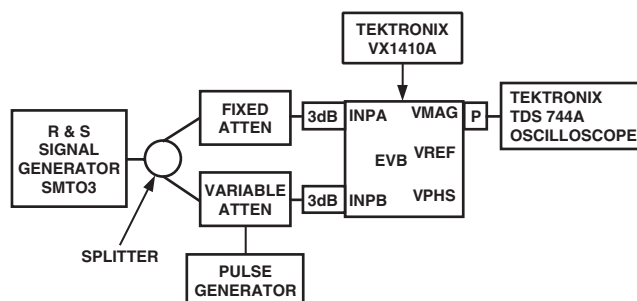 TEKTRONIX
VX1410A
R & S
SIGNAL
GENERATOR
SMTO3
SPLITTER
FIXED
ATTEN
VARIABLE
ATTEN
PULSE
GENERATOR
3dB
3dB
INPA
VMAG
EVB
VREF
INPB
VPHS
P
TEKTRONIX
TDS 744A
OSCILLOSCOPE